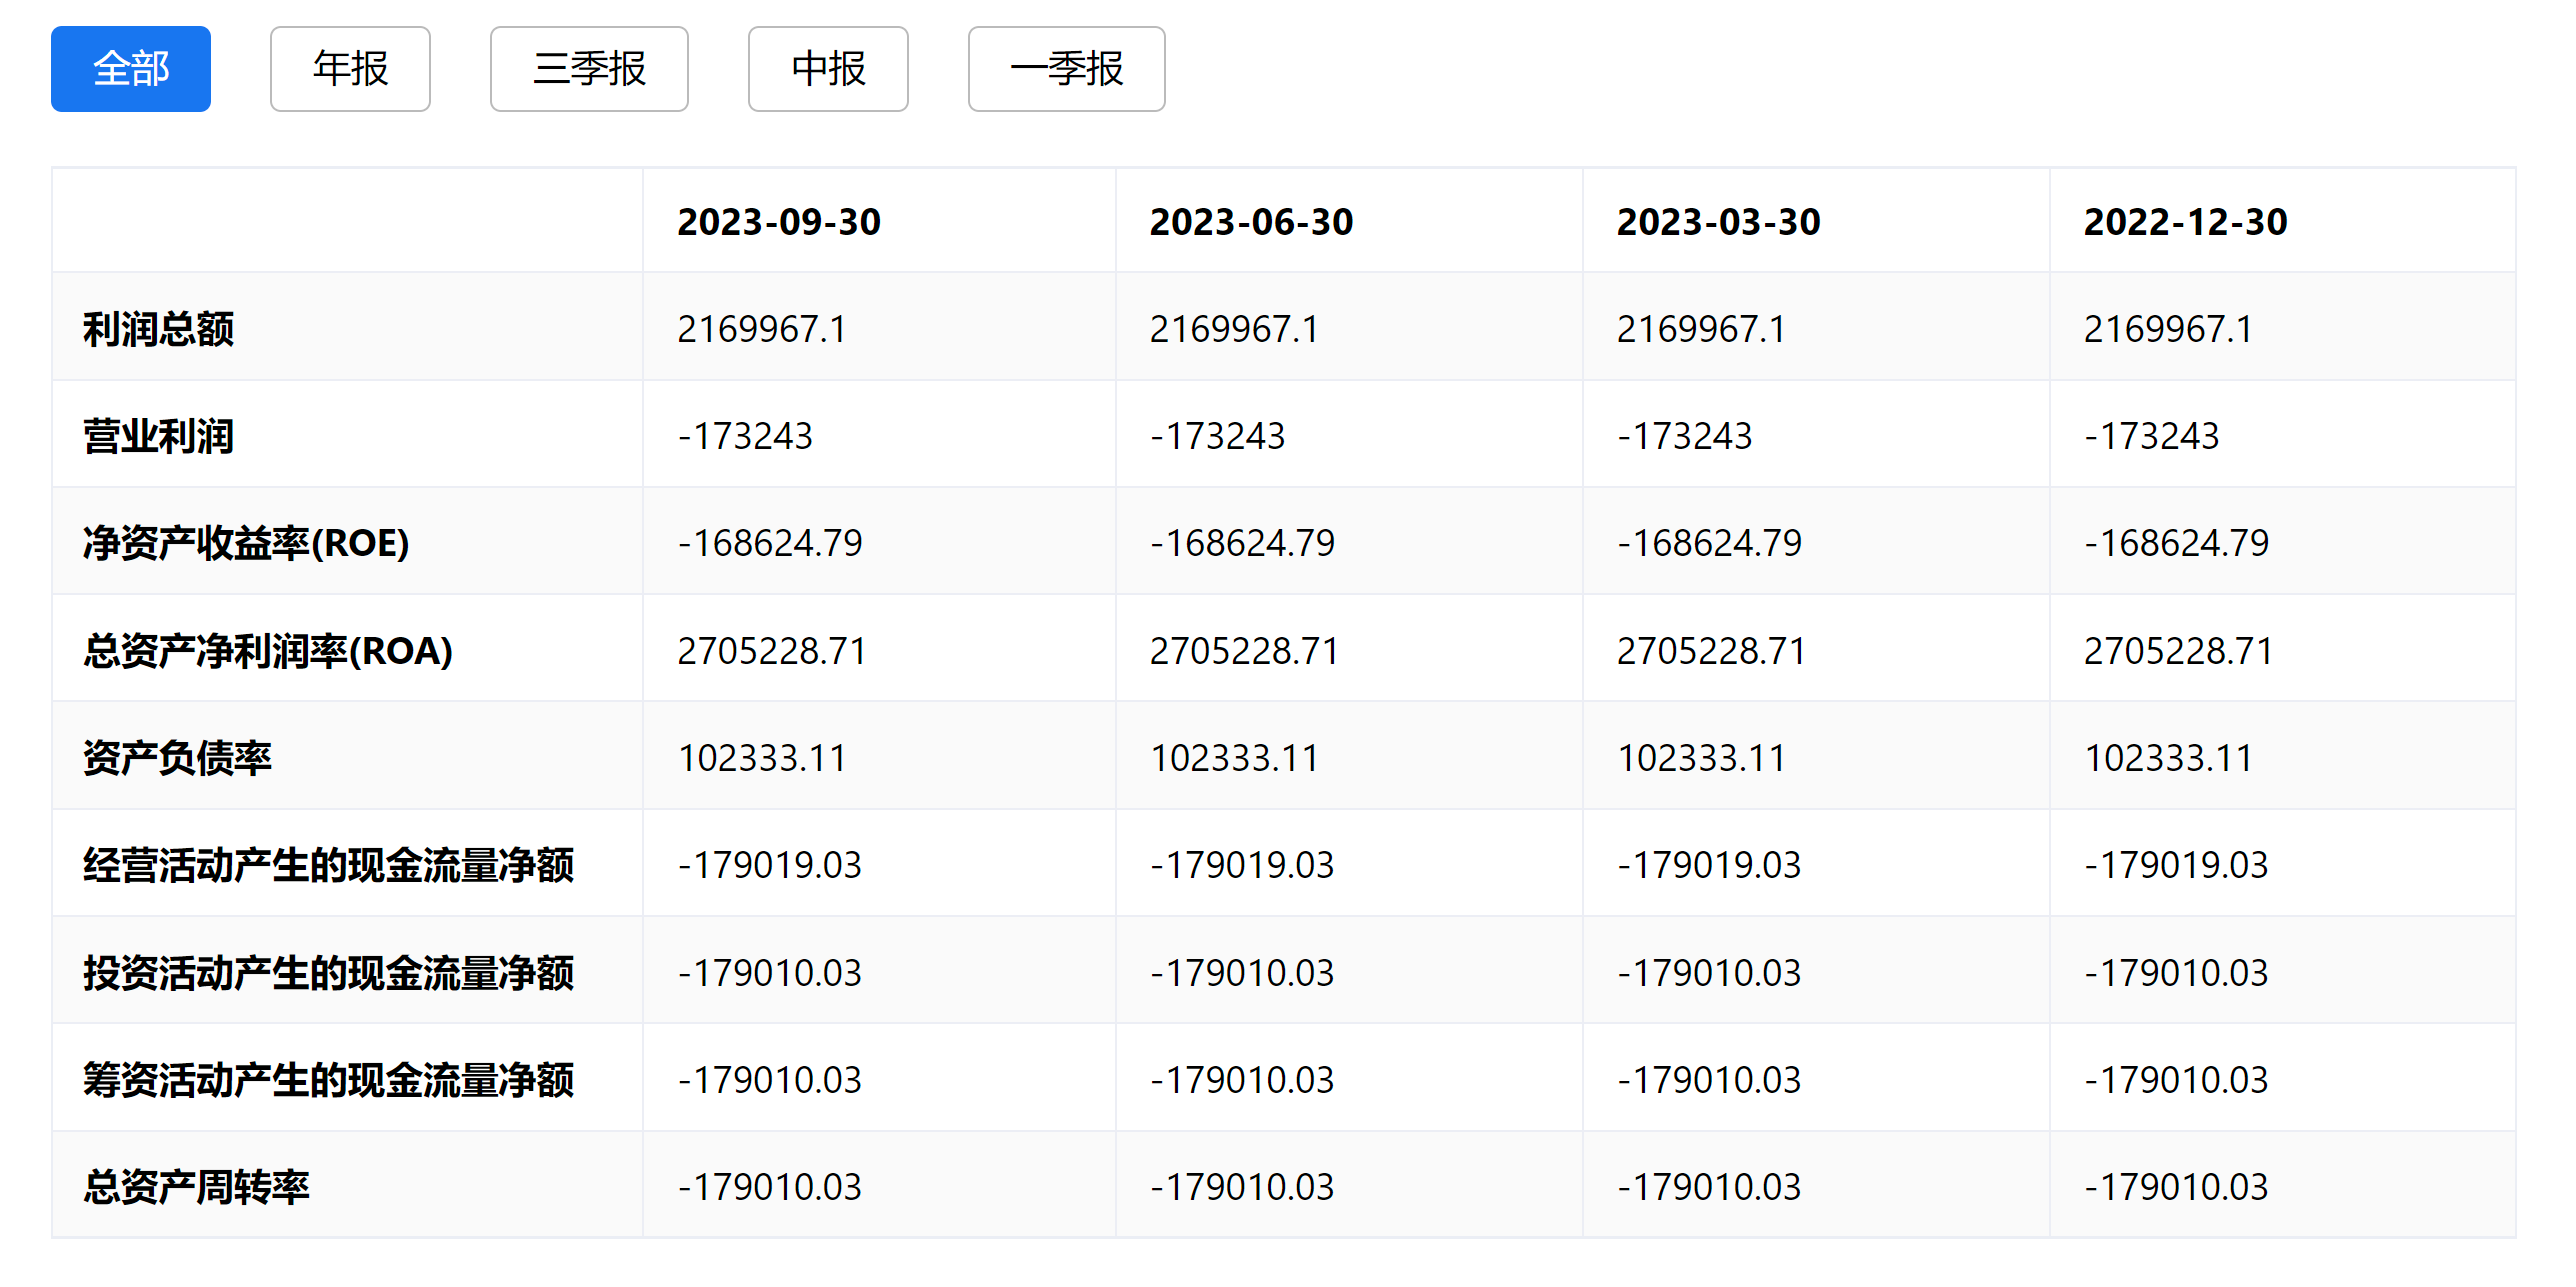 全部 年报 三季报 中报 一季报
2023-09-30 2023-06-30 2023-03-30 2022-12-30
利润总额 2169967.1 2169967.1 2169967.1 2169967.1
营业利润 -173243 -173243 -173243 -173243
净资产收益率(ROE) -168624.79 -168624.79 -168624.79 -168624.79
总资产净利润率(ROA) 2705228.71 2705228.71 2705228.71 2705228.71
资产负债率 102333.11 102333.11 102333.11 102333.11
经营活动产生的现金流量净额 -179019.03 -179019.03 -179019.03 -179019.03
投资活动产生的现金流量净额 -179010.03 -179010.03 -179010.03 -179010.03
筹资活动产生的现金流量净额 -179010.03 -179010.03 -179010.03 -179010.03
总资产周转率 -179010.03 -179010.03 -179010.03 -179010.03